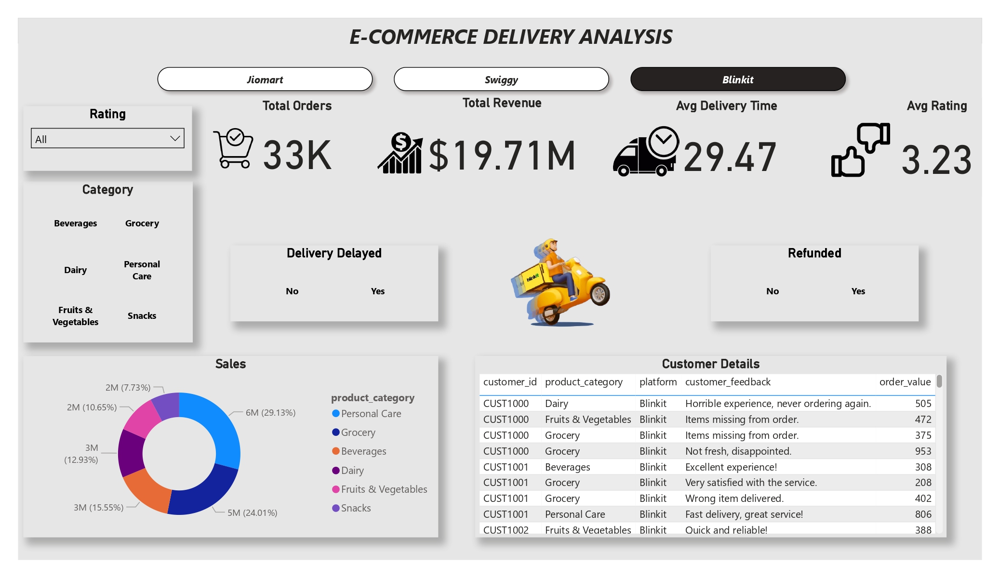 E-COMMERCE DELIVERY ANALYSIS
Jiomart
Swiggy
Blinkit
Rating
All
Total Orders
33K
Total Revenue
$19.71M
Avg Delivery Time
29.47
Avg Rating
3.23
Category
Beverages
Grocery
Dairy
Personal
Care
Fruits &
Vegetables
Snacks
Delivery Delayed
No
Yes
blinkit
Refunded
No
Yes
Sales
2M (7.73%)
2M (10.65%)
3M
(12.93%)
3M (15.55%)
6M (29.13%)
5M (24.01%)
product_category
Personal Care
Grocery
Beverages
Dairy
Fruits & Vegetables
Snacks
Customer Details
customer_id product_category platform customer_feedback order_value
CUST1000 Dairy Blinkit Horrible experience, never ordering again. 505
CUST1000 Fruits & Vegetables Blinkit Items missing from order. 472
CUST1000 Grocery Blinkit Items missing from order. 375
CUST1000 Grocery Blinkit Not fresh, disappointed. 953
CUST1001 Beverages Blinkit Excellent experience! 308
CUST1001 Grocery Blinkit Very satisfied with the service. 208
CUST1001 Grocery Blinkit Wrong item delivered. 402
CUST1001 Personal Care Blinkit Fast delivery, great service! 806
CUST1002 Fruits & Vegetables Blinkit Quick and reliable! 388